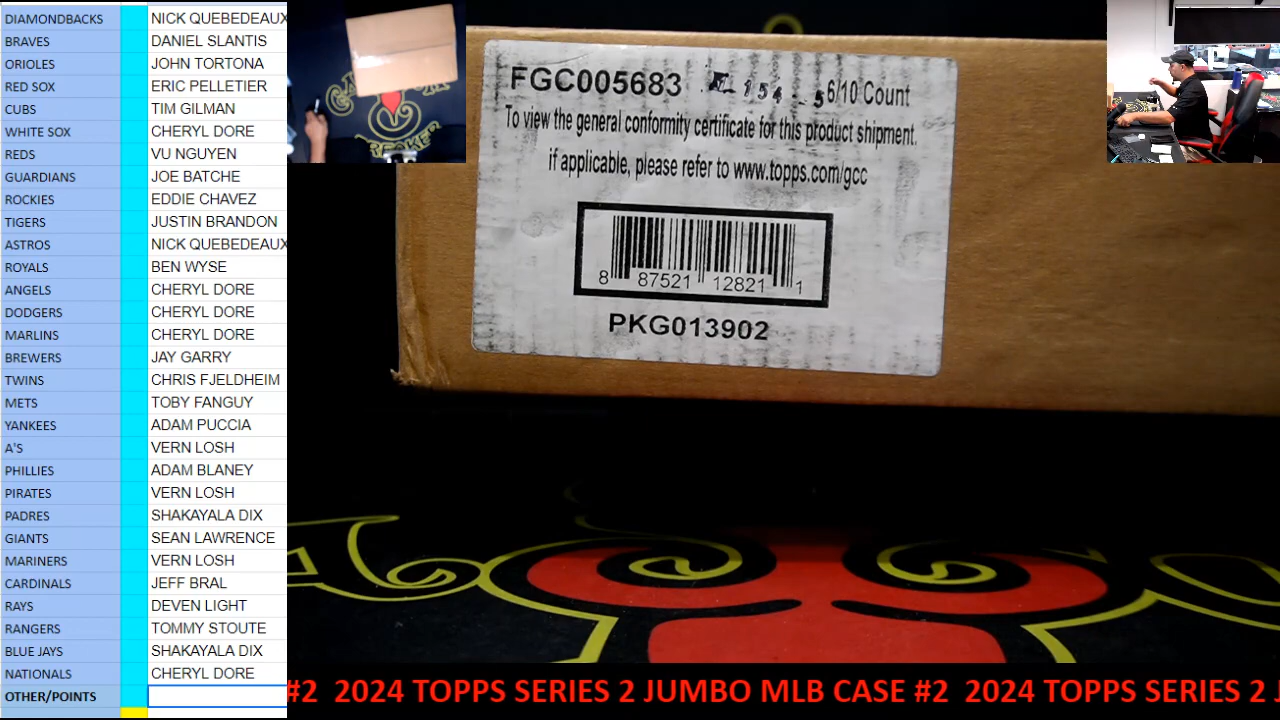 DIAMONDBACKS NICK QUEBEDEAUX
BRAVES DANIEL SLANTIS
ORIOLES JOHN TORTONA
RED SOX ERIC PELLETIER
CUBS TIM GILMAN
WHITE SOX CHERYL DORE
REDS VU NGUYEN
GUARDIANS JOE BATCHE
ROCKIES EDDIE CHAVEZ
TIGERS JUSTIN BRANDON
ASTROS NICK QUEBEDEAUX
ROYALS BEN WYSE
ANGELS CHERYL DORE
DODGERS CHERYL DORE
MARLINS CHERYL DORE
BREWERS JAY GARRY
TWINS CHRIS FJELDHEIM
METS TOBY FANGUY
YANKEES ADAM PUCCIA
A'S VERN LOSH
PHILLIES ADAM BLANEY
PIRATES VERN LOSH
PADRES SHAKAYALA DIX
GIANTS SEAN LAWRENCE
MARINERS VERN LOSH
CARDINALS JEFF BRAL
RAYS DEVEN LIGHT
RANGERS TOMMY STOUTE
BLUE JAYS SHAKAYALA DIX
NATIONALS CHERYL DORE
OTHER/POINTS
FGC005683 154 5 6/10 Count
To view the general conformity certificate for this product shipment.
if applicable, please refer to www.topps.com/gcc
8 87521 12821 1
PKG013902
#2 2024 TOPPS SERIES 2 JUMBO MLB CASE #2 2024 TOPPS SERIES 2 J